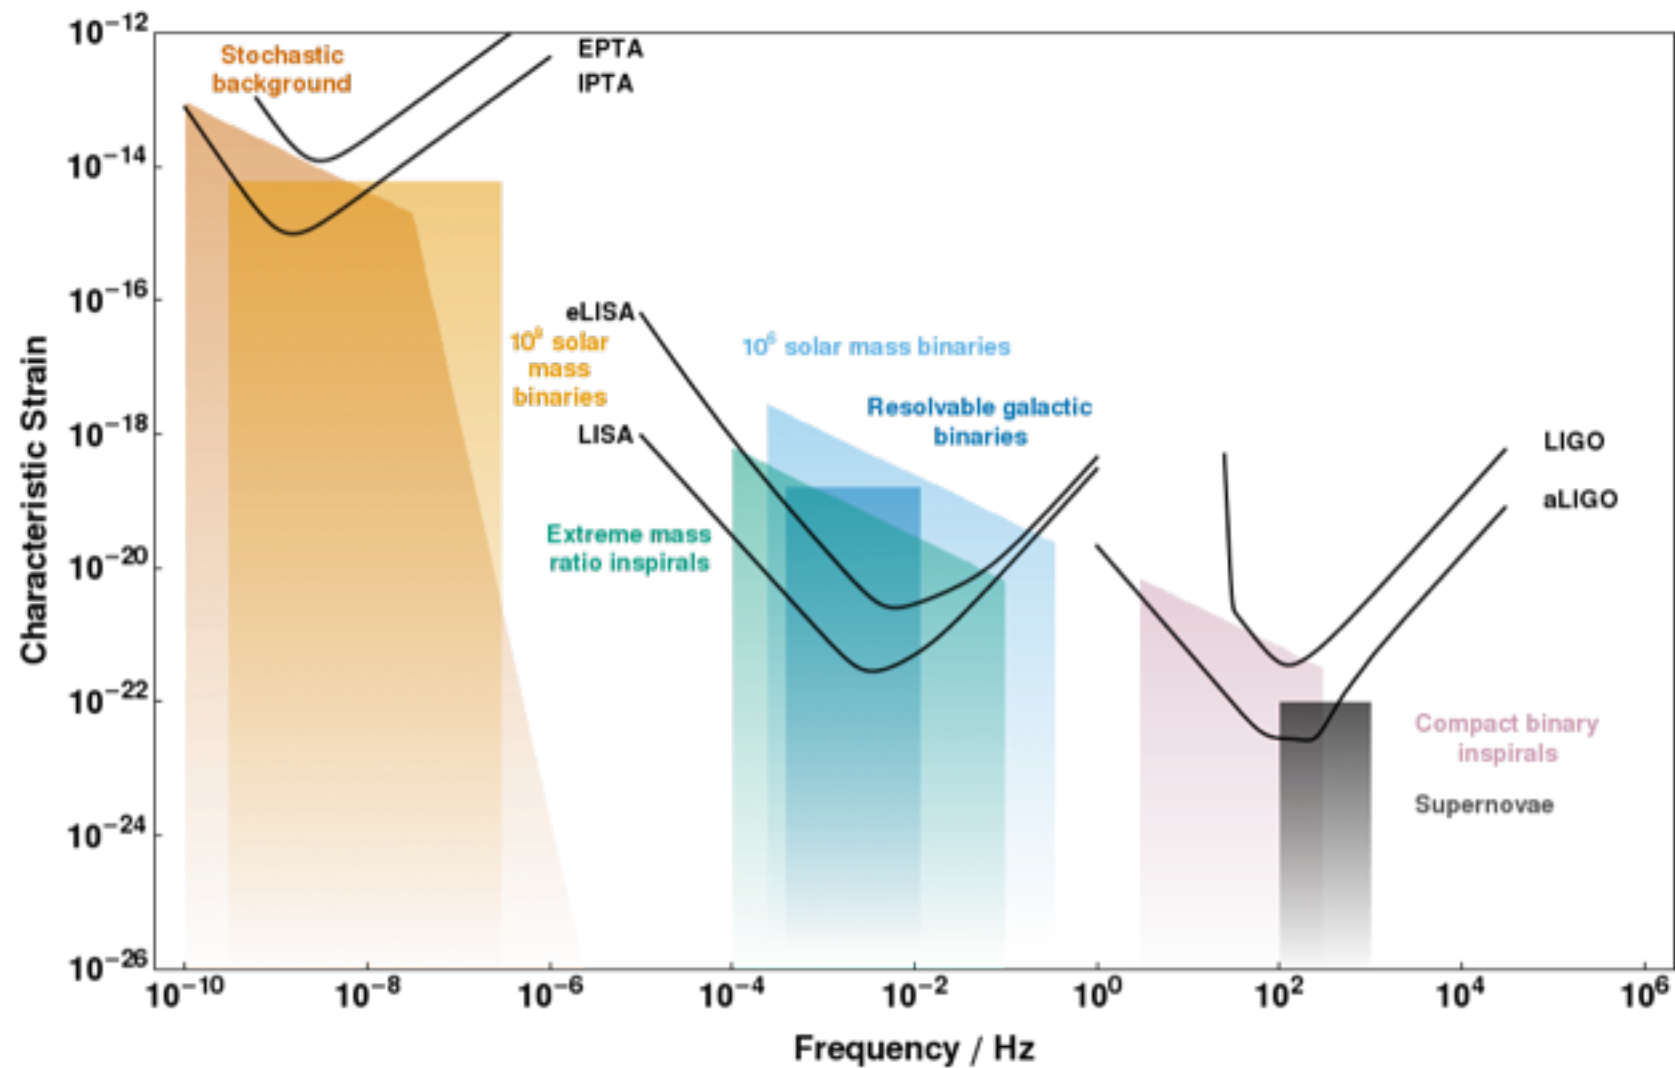 10⁻¹²
Stochastic
background
EPTA
IPTA
10⁻¹⁴
10⁻¹⁶
eLISA
10⁸ solar
mass
binaries
10⁶ solar mass binaries
Resolvable galactic
binaries
10⁻¹⁸
LISA
LIGO
aLIGO
Extreme mass
ratio inspirals
10⁻²⁰
10⁻²²
Compact binary
inspirals
Supernovae
10⁻²⁴
10⁻²⁶
Characteristic Strain
10⁻¹⁰ 10⁻⁸ 10⁻⁶ 10⁻⁴ 10⁻² 10⁰ 10² 10⁴ 10⁶
Frequency / Hz